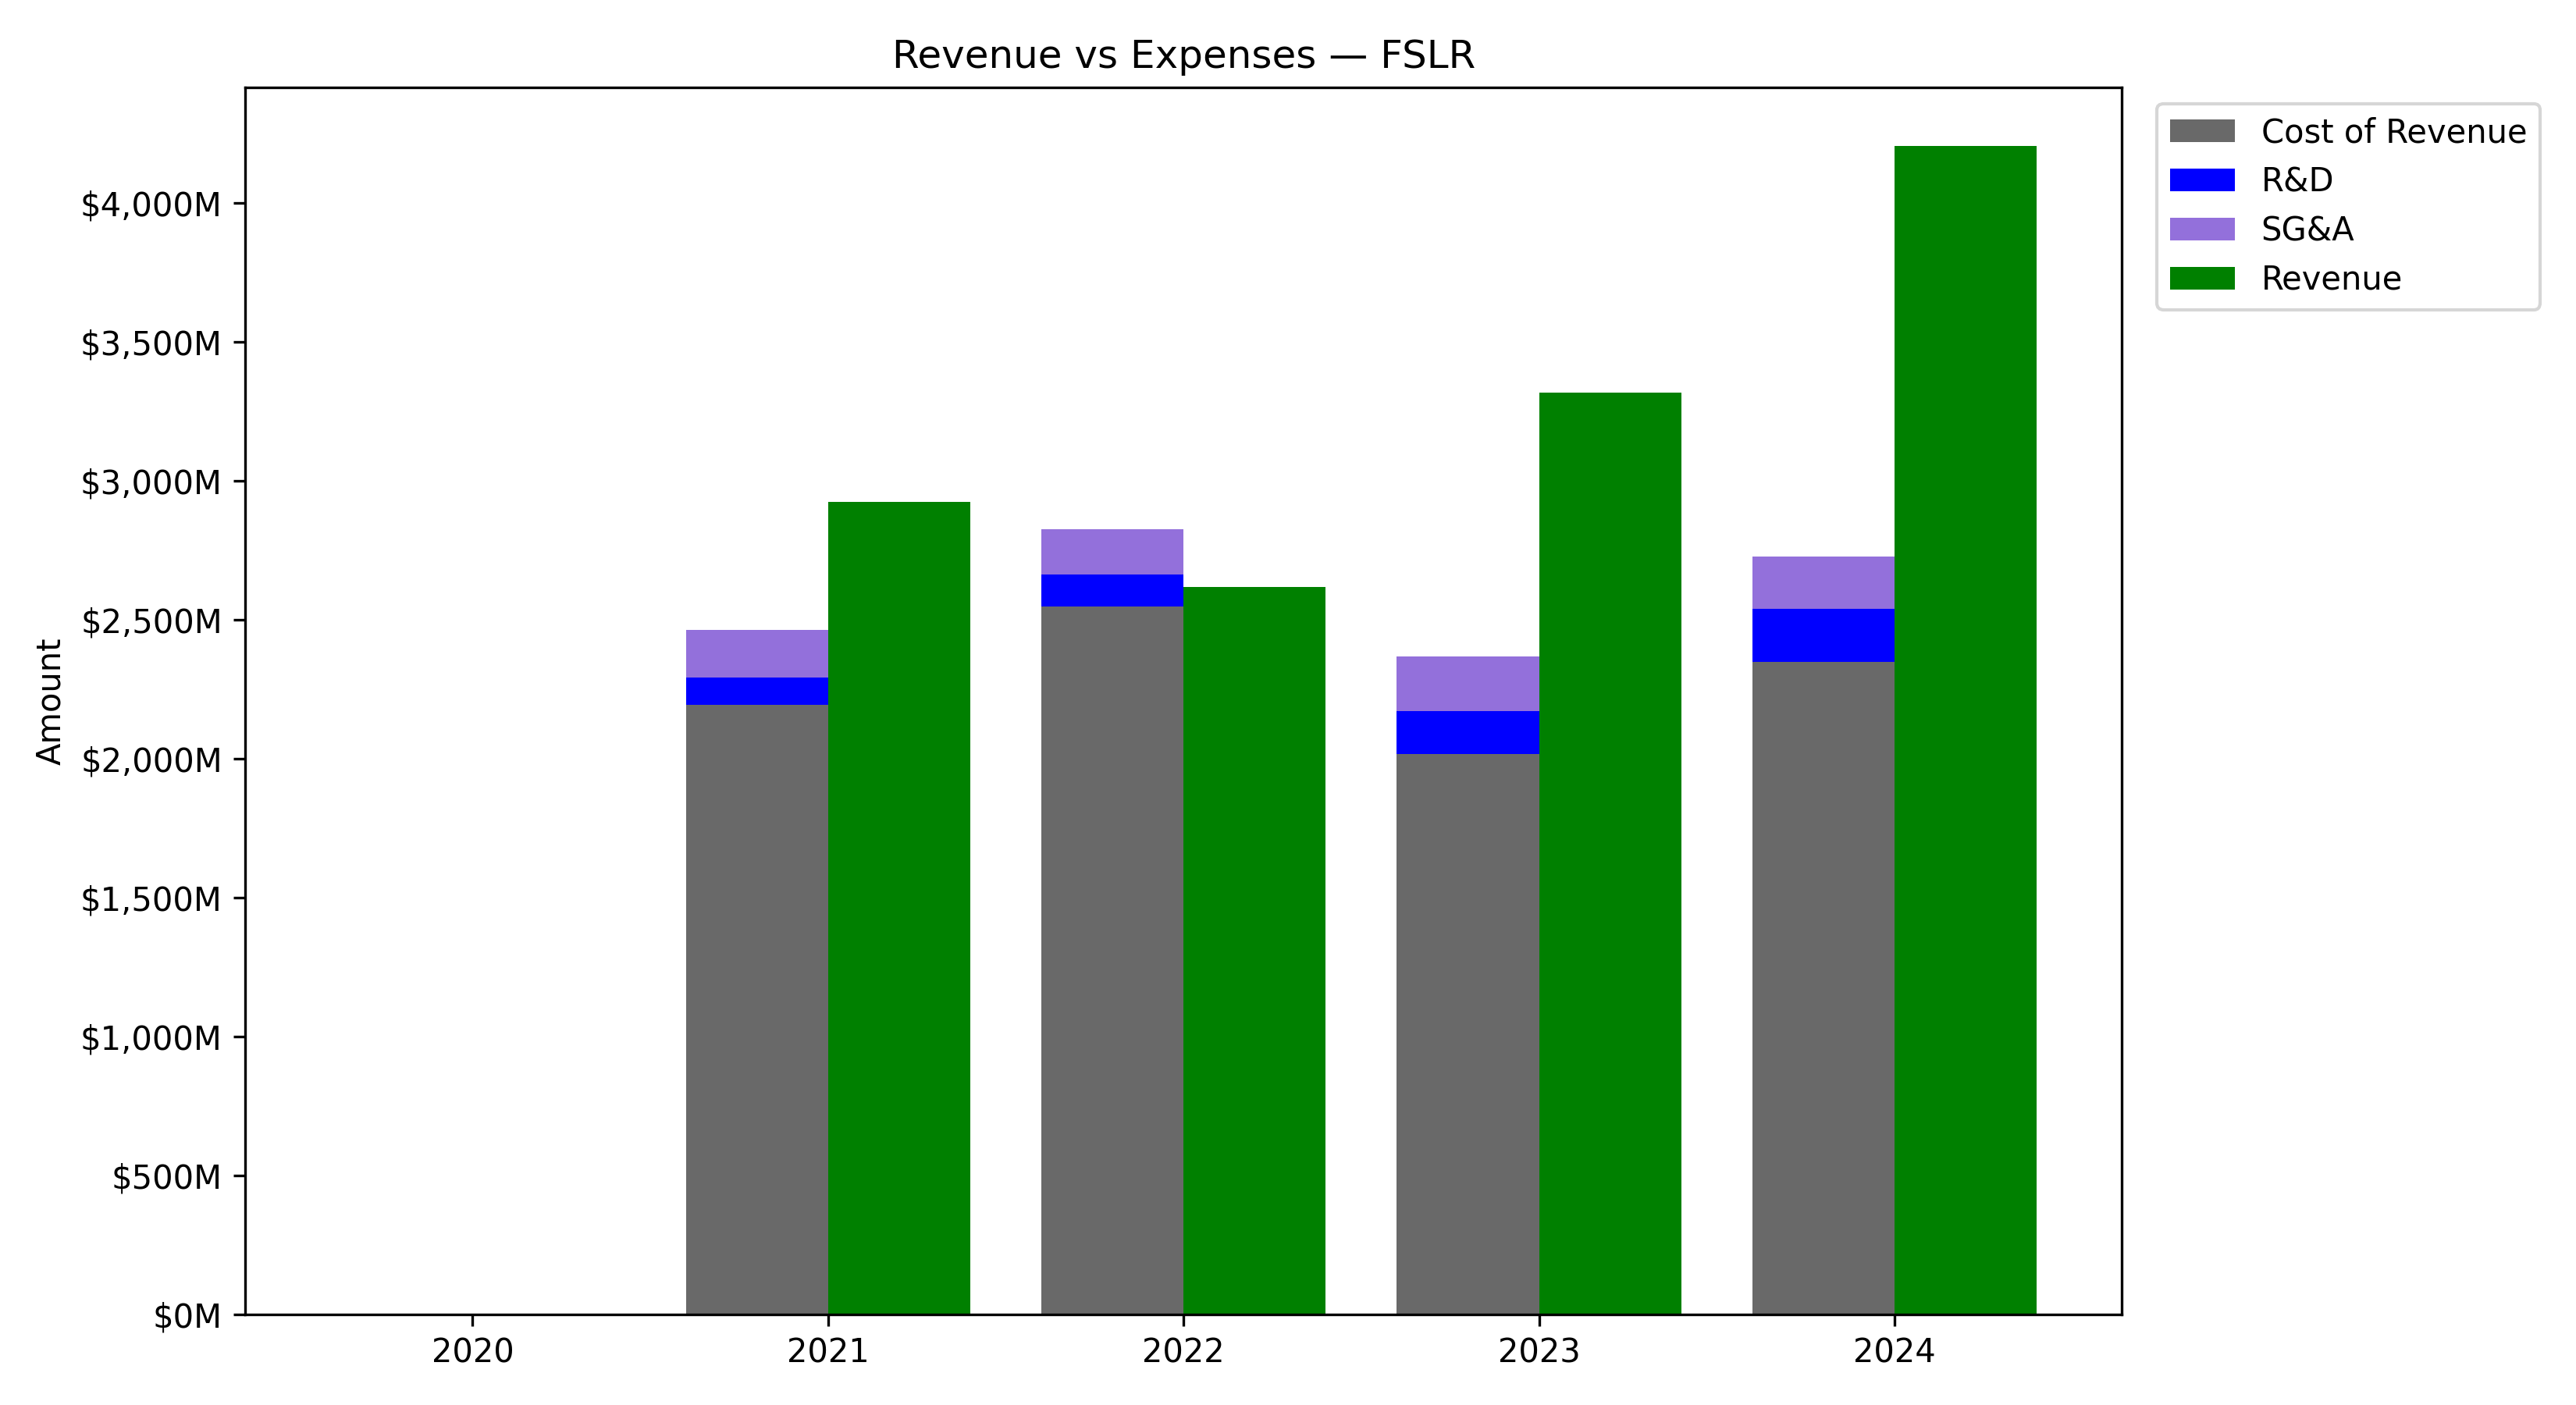 Revenue vs Expenses — FSLR
Cost of Revenue
R&D
SG&A
Revenue
Amount
$4,000M
$3,500M
$3,000M
$2,500M
$2,000M
$1,500M
$1,000M
$500M
$0M
2020 2021 2022 2023 2024